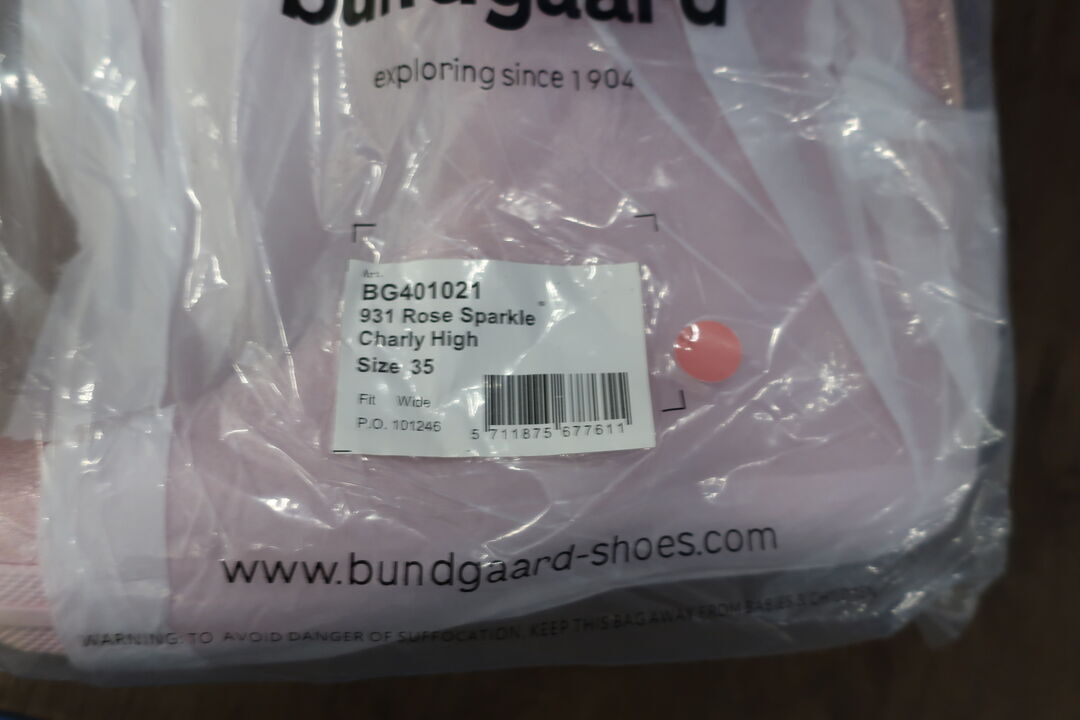 bundgaard
exploring since 1904
Art.
BG401021
931 Rose Sparkle
Charly High
Size 35
Fit Wide
P.O. 101246
5 711875 677611
www.bundgaard-shoes.com
WARNING: TO AVOID DANGER OF SUFFOCATION, KEEP THIS BAG AWAY FROM BABIES & CHILDREN